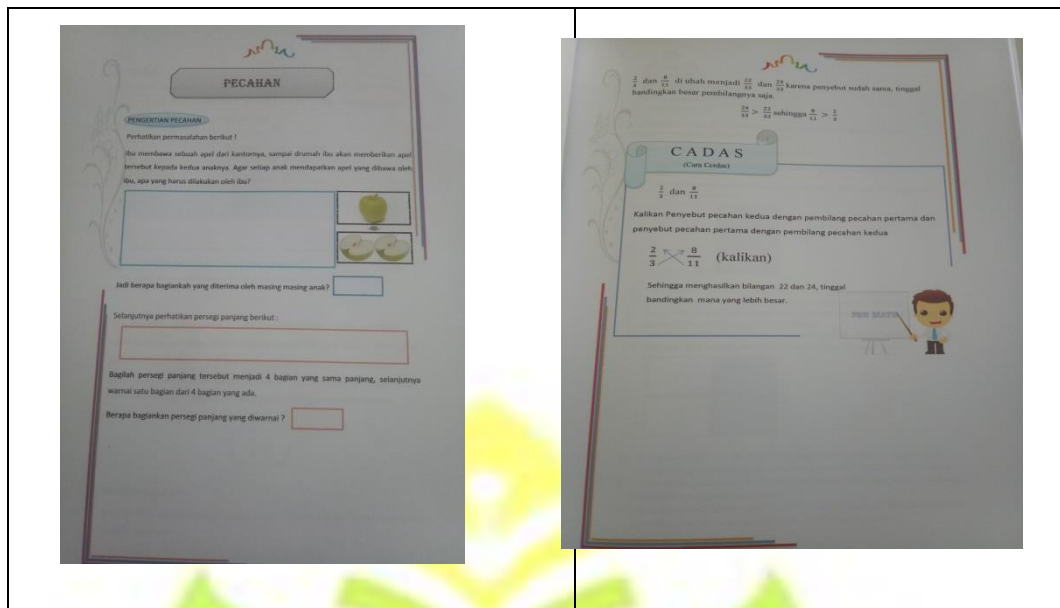 PECAHAN
PENGERTIAN PECAHAN
Perhatikan permasalahan berikut !
Ibu membawa sebuah apel dari kantornya, sampai drumah ibu akan memberikan apel
tersebut kepada kedua anaknya. Agar setiap anak mendapatkan apel yang dibawa oleh
ibu, apa yang harus dilakukan oleh ibu?
Jadi berapa bagiankah yang diterima oleh masing masing anak?
Selanjutnya perhatikan persegi panjang berikut :
Bagilah persegi panjang tersebut menjadi 4 bagian yang sama panjang, selanjutnya
warnai satu bagian dari 4 bagian yang ada.
Berapa bagiankan persegi panjang yang diwarnai ?
2/3 dan 8/11 di ubah menjadi 22/33 dan 24/33 karena penyebut sudah sama, tinggal
bandingkan besar pembilangnya saja.
24/33 > 22/33 sehingga 8/11 > 2/3
CADAS
(Cara Cerdas)
2/3 dan 8/11
Kalikan Penyebut pecahan kedua dengan pembilang pecahan pertama dan
penyebut pecahan pertama dengan pembilang pecahan kedua
2/3 8/11 (kalikan)
Sehingga menghasilkan bilangan 22 dan 24, tinggal
bandingkan mana yang lebih besar.